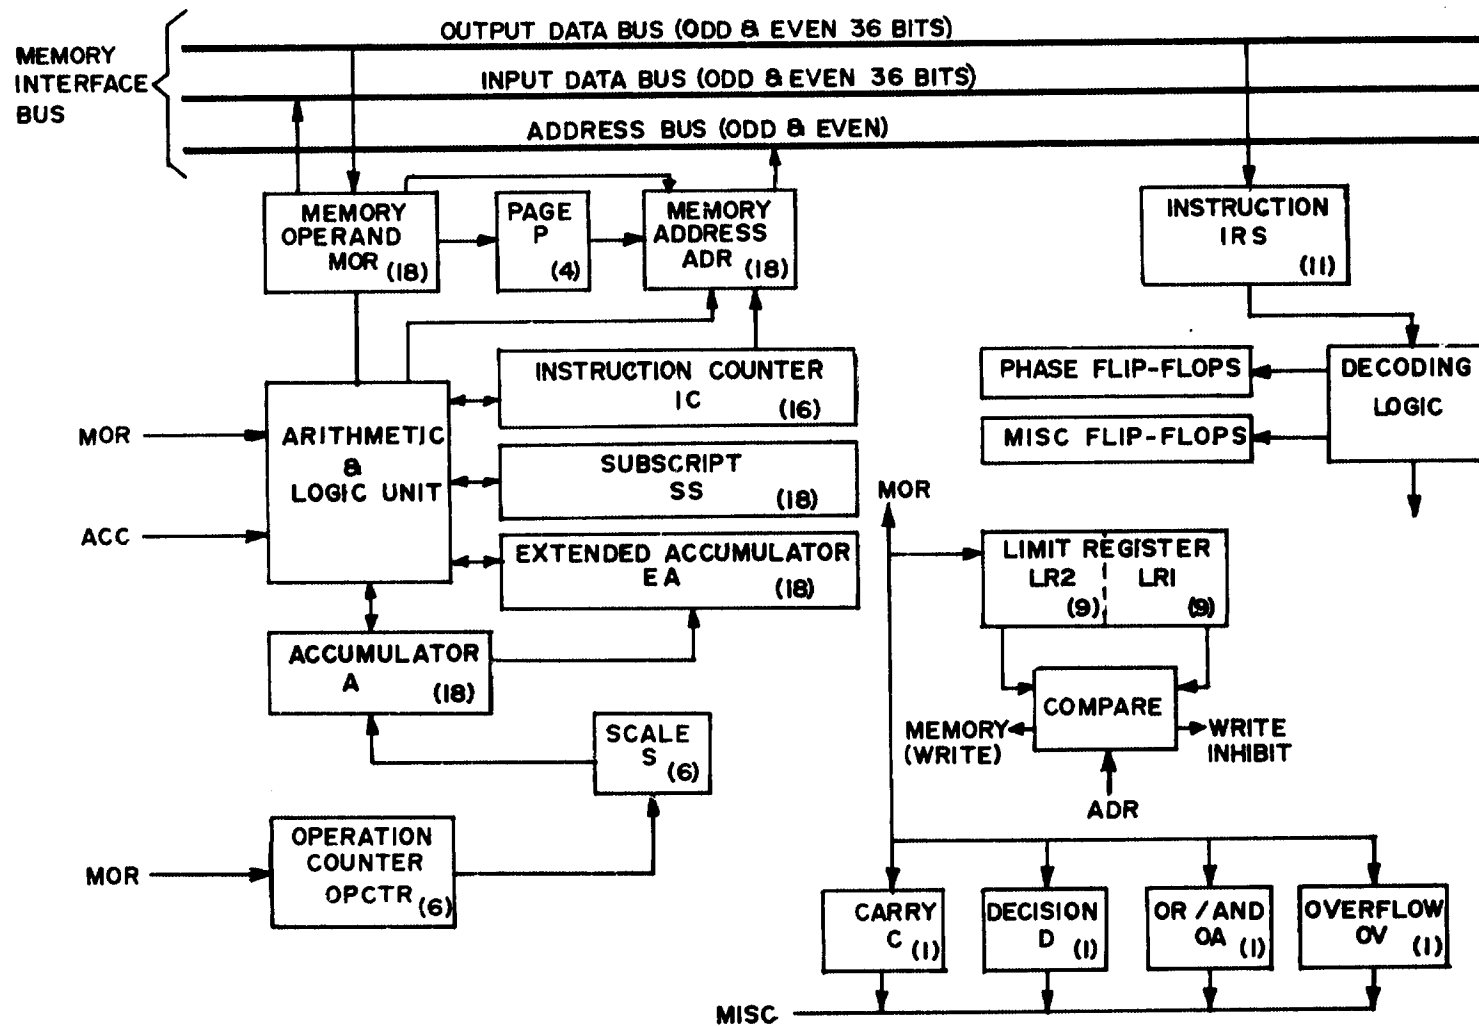 OUTPUT DATA BUS (ODD & EVEN 36 BITS)
MEMORY
INTERFACE
BUS
INPUT DATA BUS (ODD & EVEN 36 BITS)
ADDRESS BUS (ODD & EVEN)
MEMORY
OPERAND
MOR (18)
PAGE
P
(4)
MEMORY
ADDRESS
ADR (18)
INSTRUCTION
IRS
(11)
INSTRUCTION COUNTER
IC
(16)
PHASE FLIP-FLOPS
DECODING
LOGIC
MISC FLIP-FLOPS
MOR
ARITHMETIC
&
LOGIC UNIT
ACC
SUBSCRIPT
SS
(18)
EXTENDED ACCUMULATOR
EA
(18)
MOR
LIMIT REGISTER
LR2 LR1
(9) (9)
ACCUMULATOR
A
(18)
COMPARE
MEMORY
(WRITE)
WRITE
INHIBIT
ADR
SCALE
S
(6)
MOR
OPERATION
COUNTER
OPCTR (6)
CARRY
C
(1)
DECISION
D
(1)
OR/AND
OA
(1)
OVERFLOW
OV
(1)
MISC